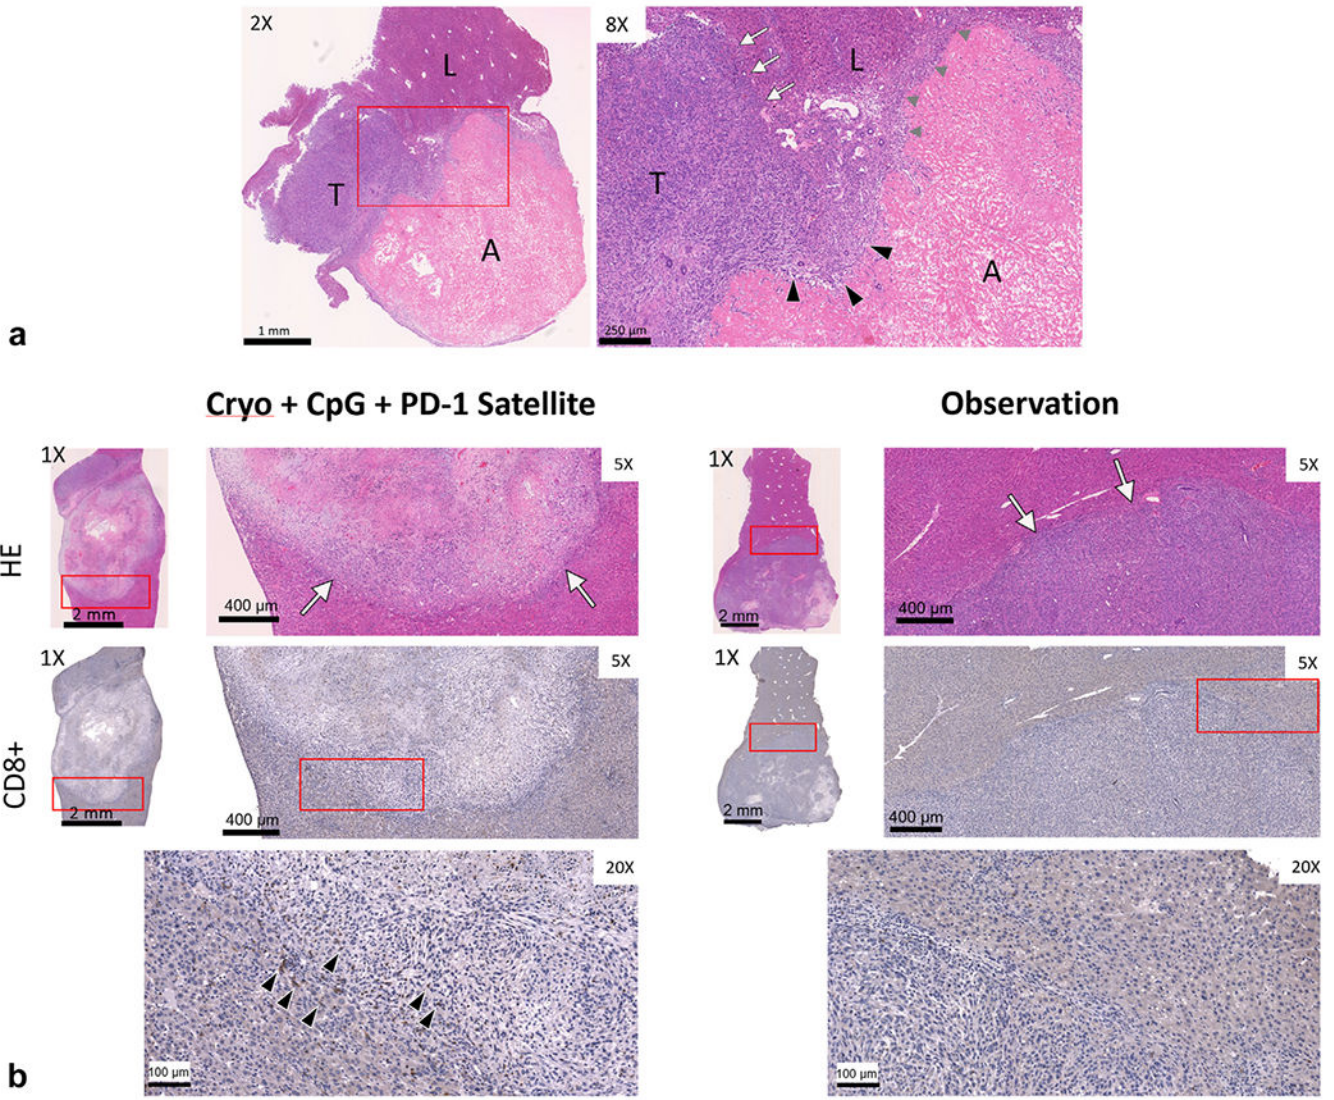 2X
L
T
A
1 mm
8X
L
T
A
250 µm
a
Cryo + CpG + PD-1 Satellite
Observation
HE
1X
2 mm
5X
400 µm
1X
2 mm
5X
400 µm
CD8+
1X
2 mm
5X
400 µm
1X
2 mm
5X
400 µm
20X
100 µm
20X
100 µm
b